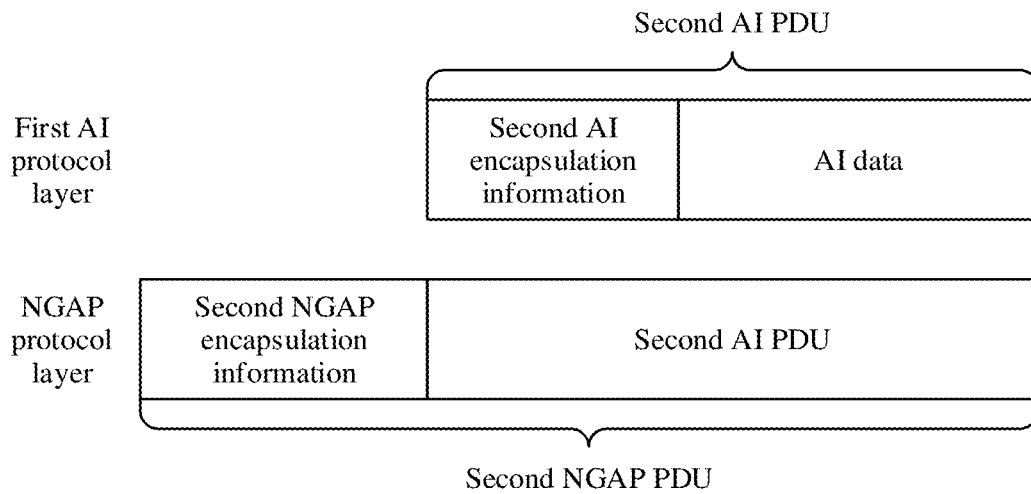 Second AI PDU
First AI
protocol
layer
Second AI
encapsulation
information
AI data
NGAP
protocol
layer
Second NGAP
encapsulation
information
Second AI PDU
Second NGAP PDU